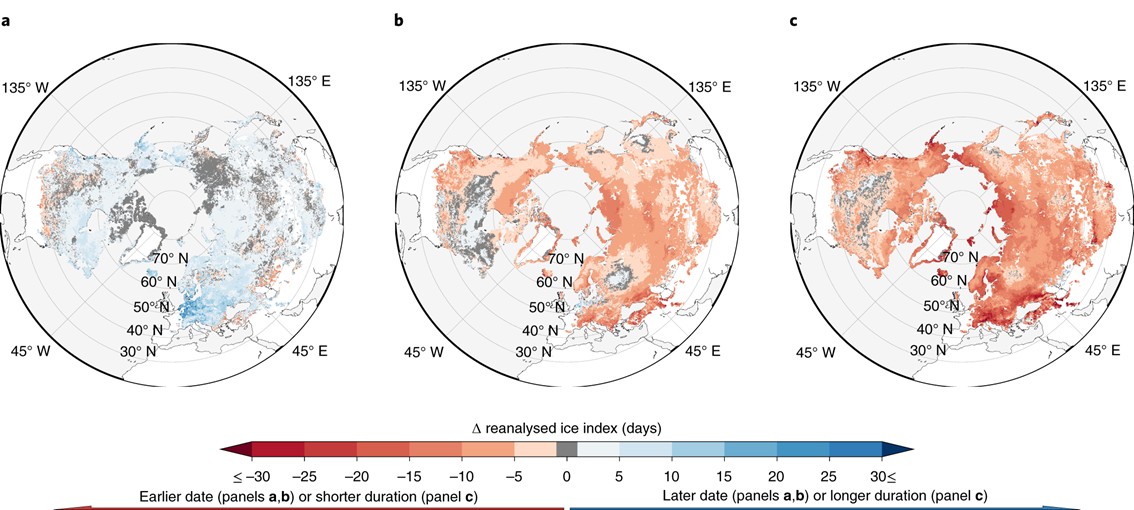 a b c
135° W 135° E 135° W 135° E 135° W 135° E
70° N 70° N 70° N
60° N 60° N 60° N
50° N 50° N 50° N
40° N 40° N 40° N
45° W 30° N 45° E 45° W 30° N 45° E 45° W 30° N 45° E
Δ reanalysed ice index (days)
≤ −30 −25 −20 −15 −10 −5 0 5 10 15 20 25 30≤
Earlier date (panels a,b) or shorter duration (panel c) Later date (panels a,b) or longer duration (panel c)